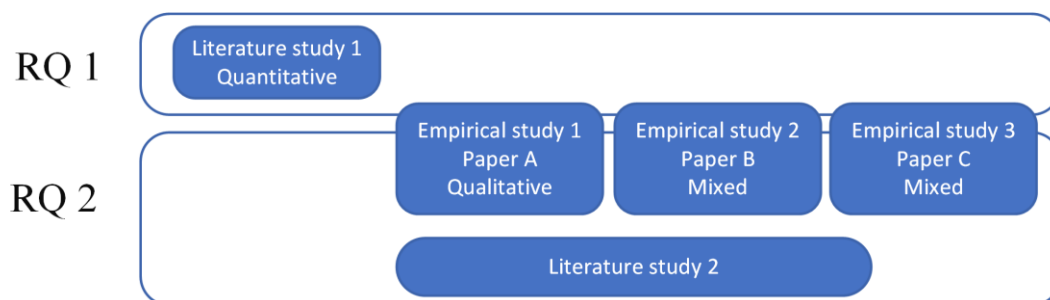 RQ 1
Literature study 1
Quantitative
RQ 2
Empirical study 1
Paper A
Qualitative
Empirical study 2
Paper B
Mixed
Empirical study 3
Paper C
Mixed
Literature study 2